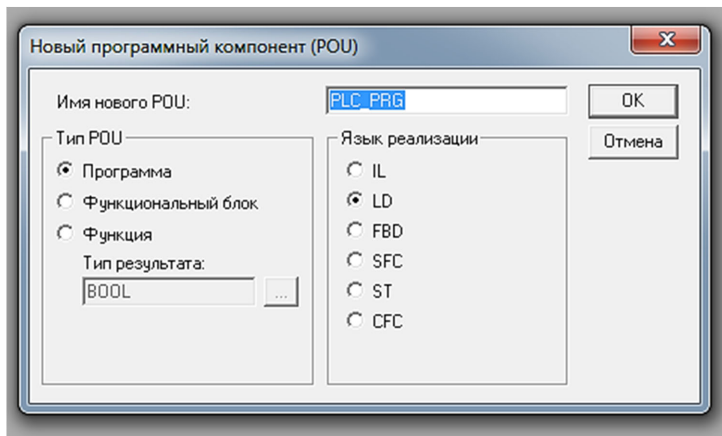 Новый программный компонент (POU)
Имя нового POU:
PLC_PRG
OK
Отмена
Тип POU
Программа
Функциональный блок
Функция
Тип результата:
BOOL
...
Язык реализации
IL
LD
FBD
SFC
ST
CFC